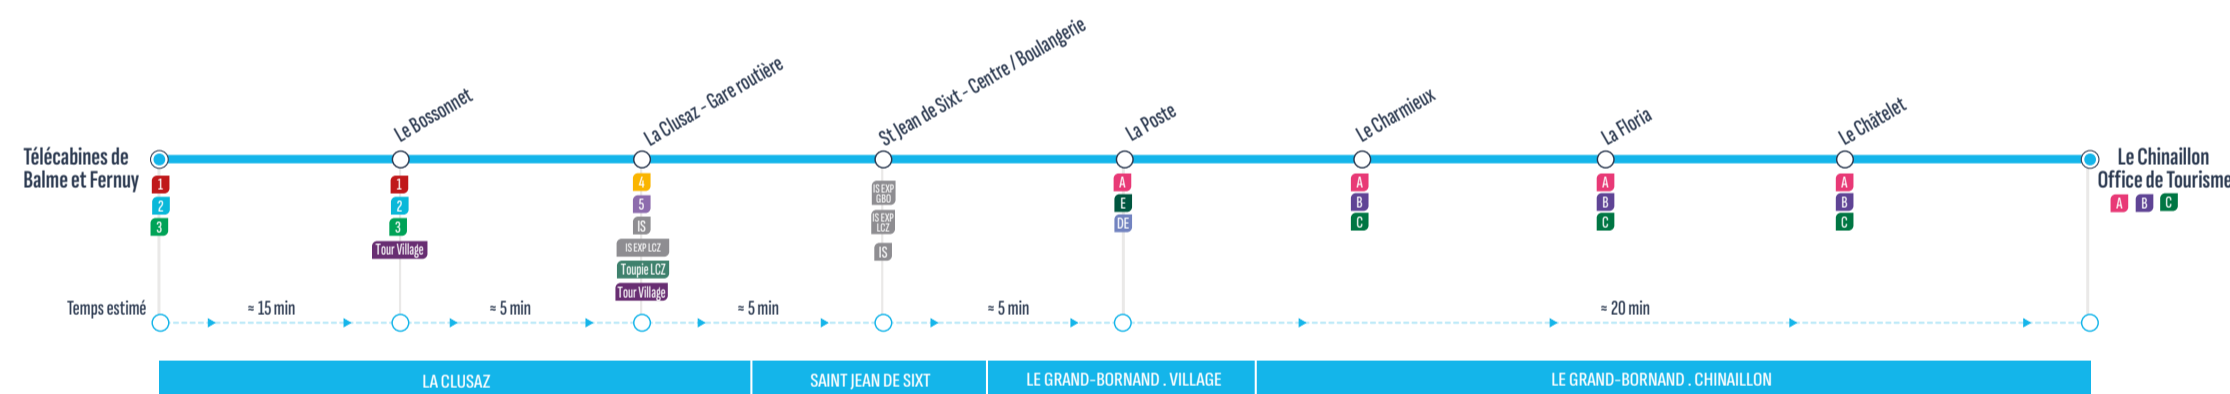 Télécabines de
Balme et Fernuy
1
2
3
Le Bossonnet
1
2
3
Tour Village
La Clusaz - Gare routière
4
5
IS
IS EXP LCZ
Toupie LCZ
Tour Village
St Jean de Sixt - Centre / Boulangerie
IS EXP
GBO
IS EXP
LCZ
IS
La Poste
A
E
DE
Le Charmieux
A
B
C
La Floria
A
B
C
Le Châtelet
A
B
C
Le Chinaillon
Office de Tourisme
A B C
Temps estimé
≈ 15 min
≈ 5 min
≈ 5 min
≈ 5 min
≈ 20 min
LA CLUSAZ
SAINT JEAN DE SIXT
LE GRAND-BORNAND . VILLAGE
LE GRAND-BORNAND . CHINAILLON